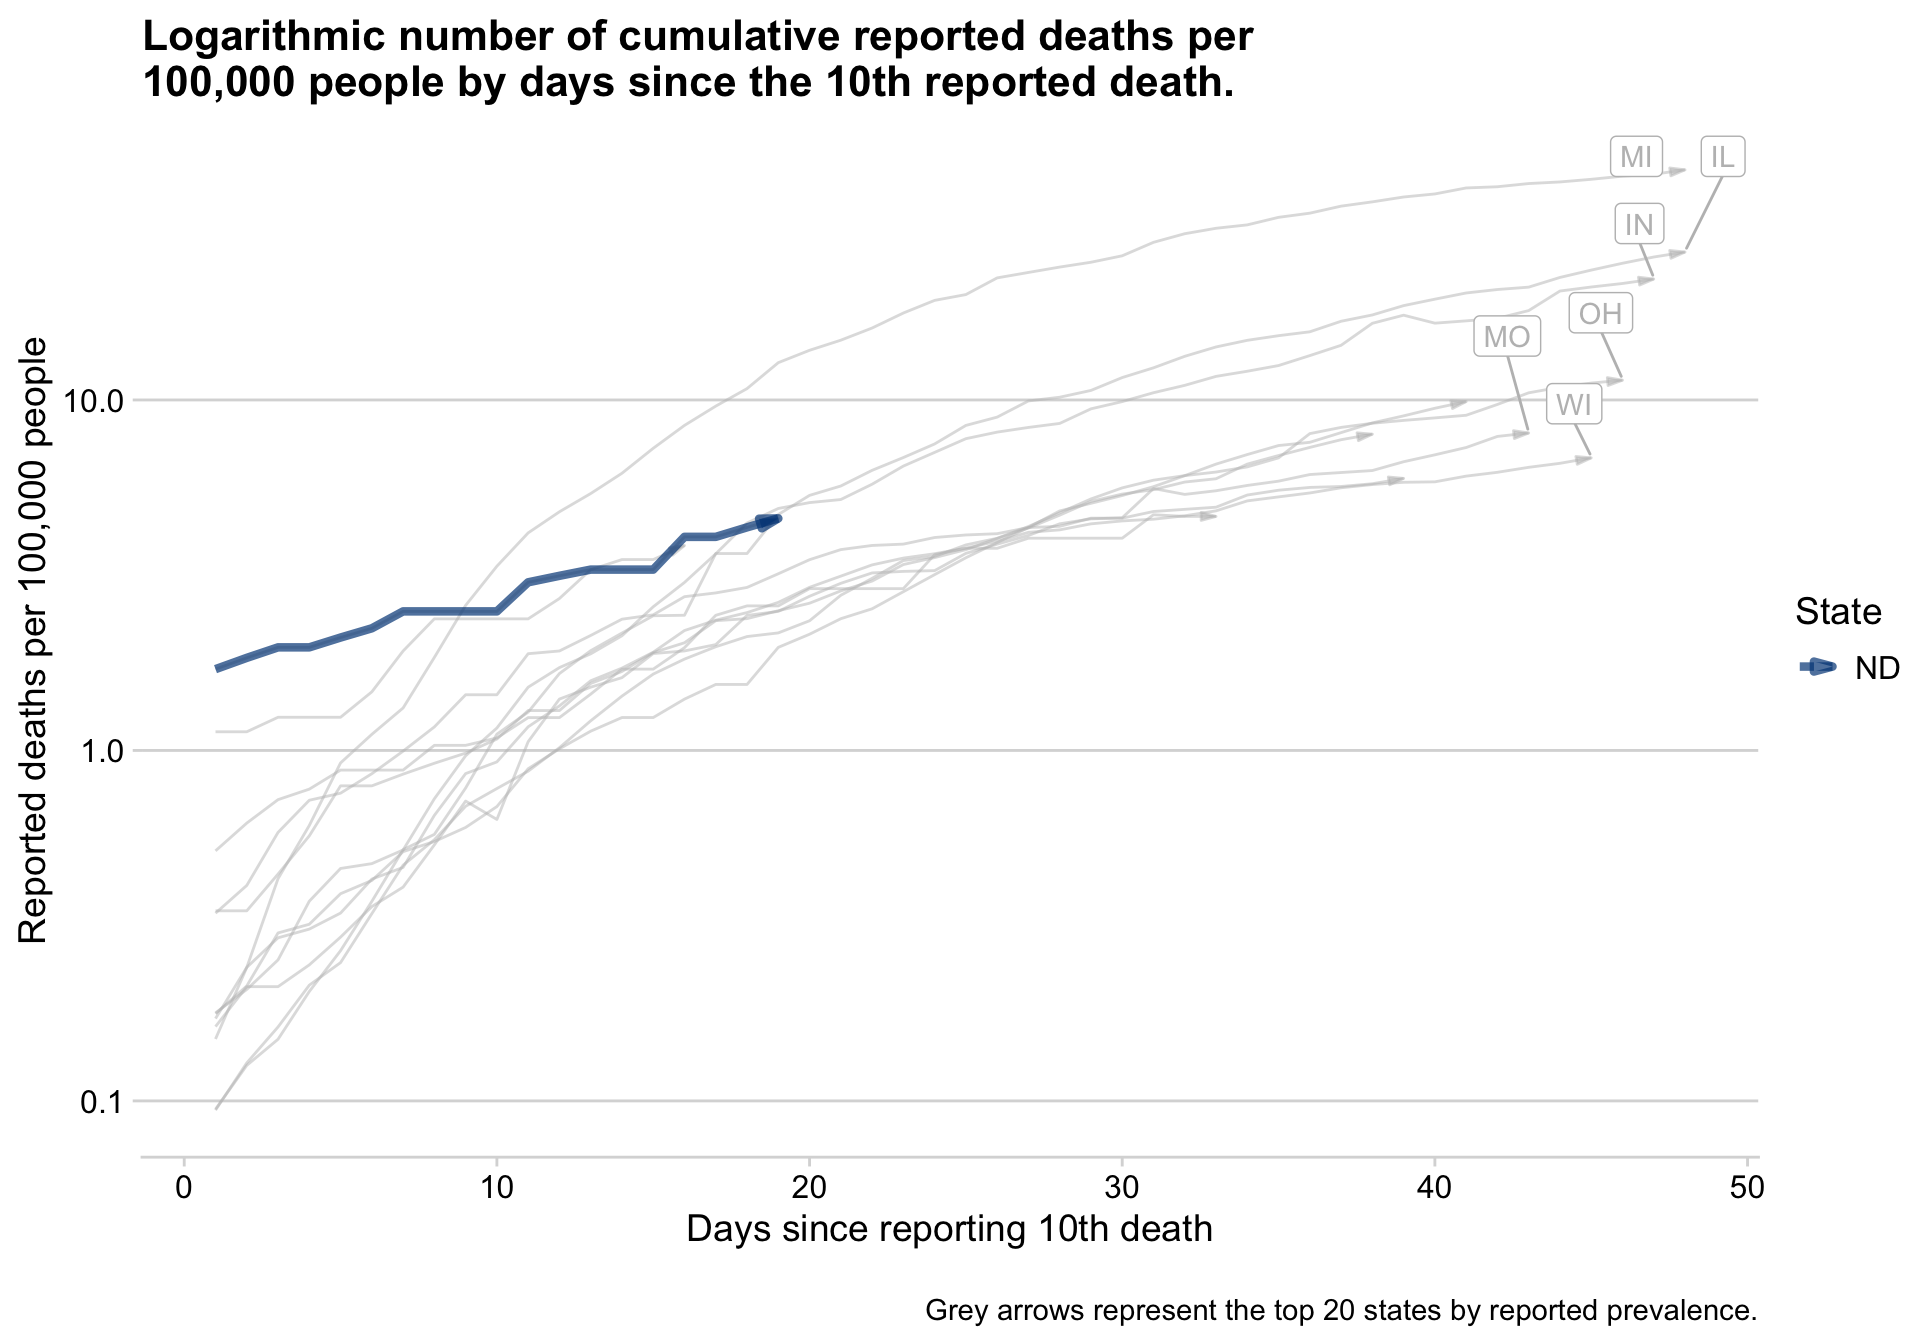 Logarithmic number of cumulative reported deaths per
100,000 people by days since the 10th reported death.
MI
IL
IN
OH
MO
WI
10.0
1.0
0.1
Reported deaths per 100,000 people
State
ND
0
10
20
30
40
50
Days since reporting 10th death
Grey arrows represent the top 20 states by reported prevalence.